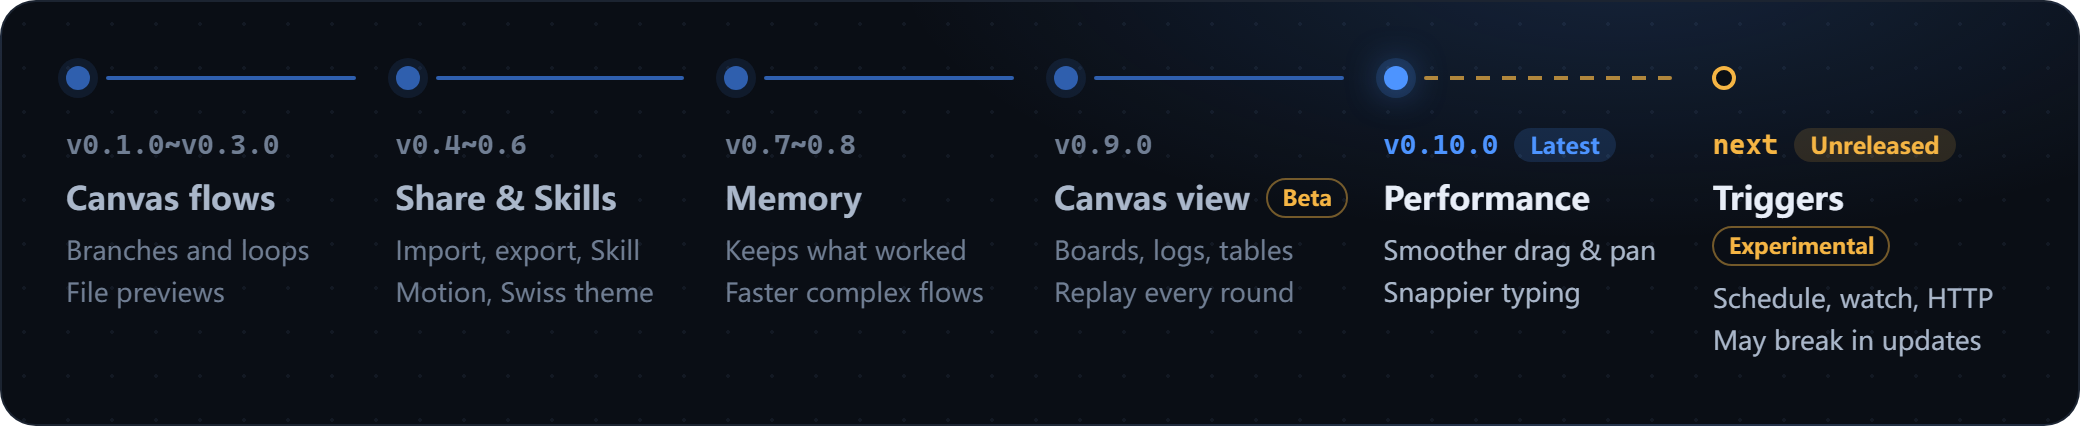 v0.1.0~v0.3.0
Canvas flows
Branches and loops
File previews
v0.4~0.6
Share & Skills
Import, export, Skill
Motion, Swiss theme
v0.7~0.8
Memory
Keeps what worked
Faster complex flows
v0.9.0
Canvas view Beta
Boards, logs, tables
Replay every round
v0.10.0 Latest
Performance
Smoother drag & pan
Snappier typing
next Unreleased
Triggers
Experimental
Schedule, watch, HTTP
May break in updates